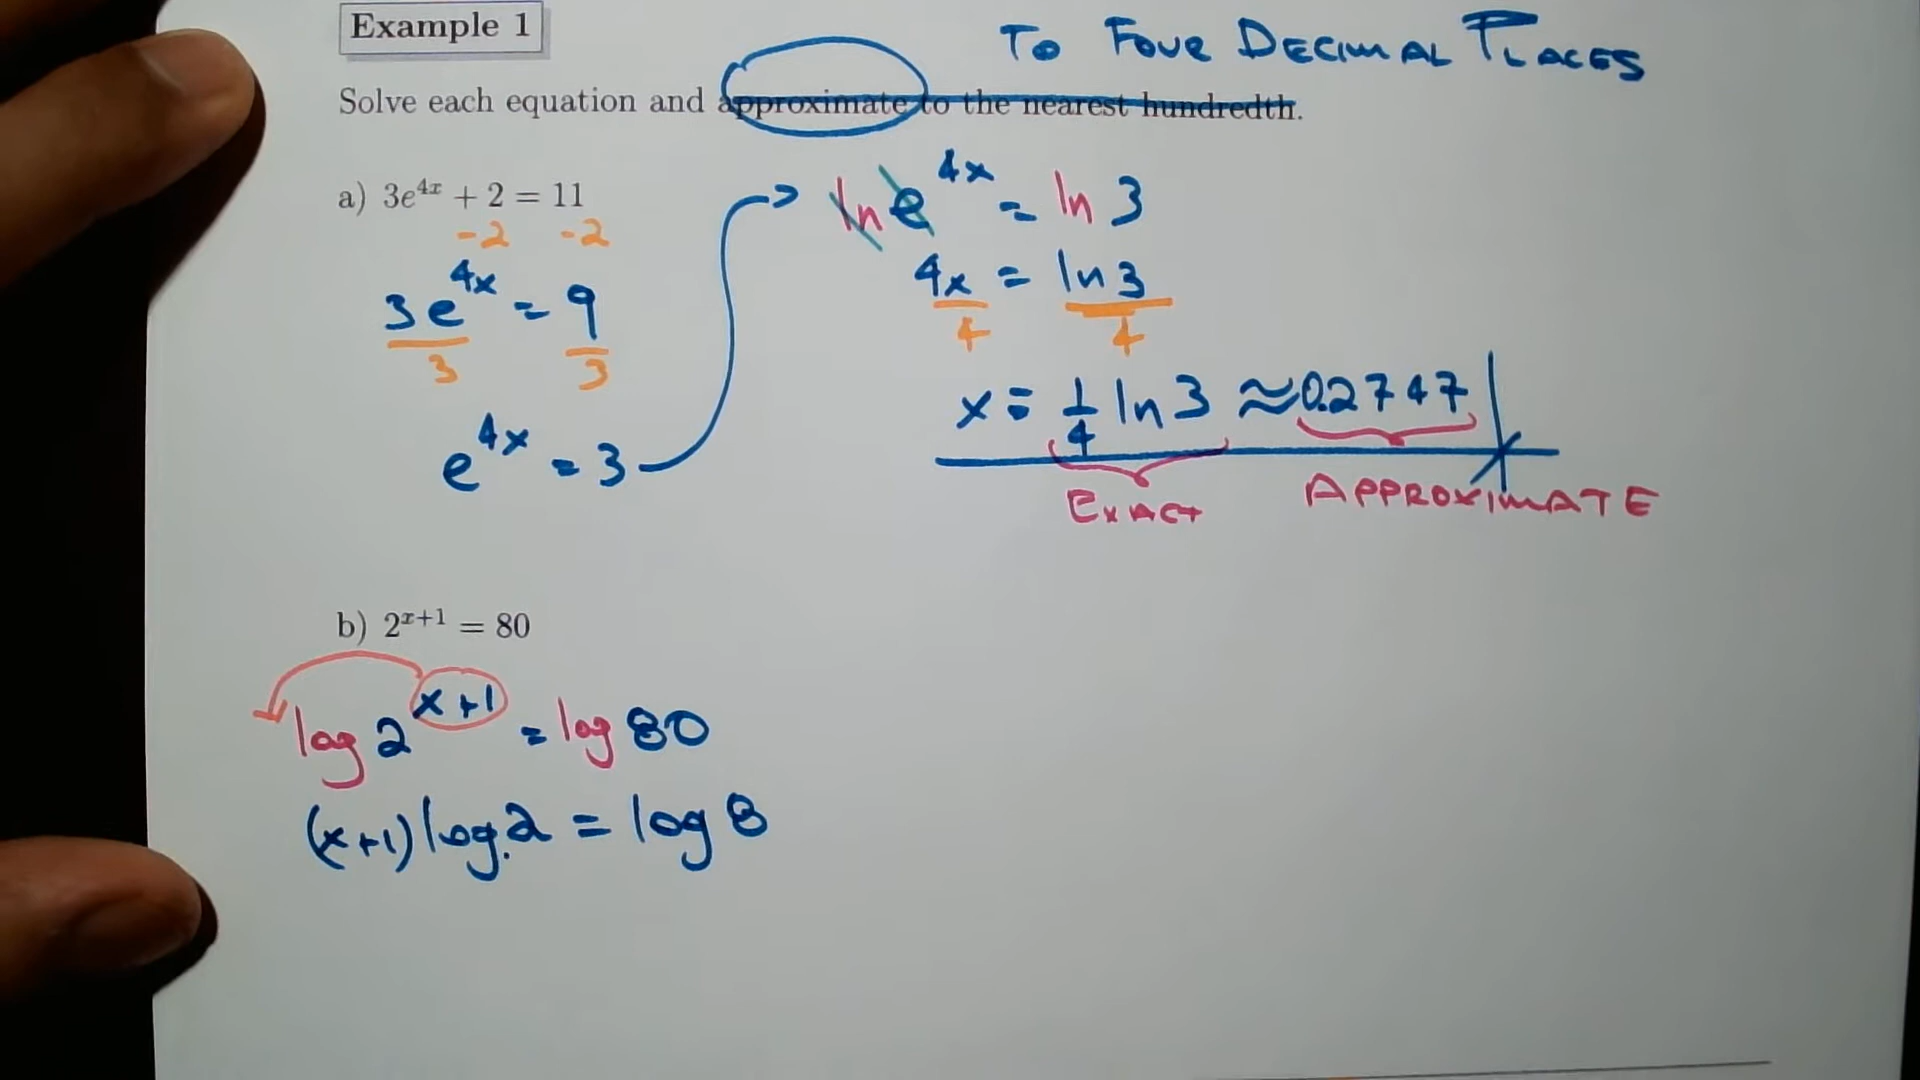 Example 1
To Four Decimal Places
Solve each equation and approximate to the nearest hundredth.
a) 3e^{4x} + 2 = 11
-2 -2
3e^{4x} = 9
3 3
e^{4x} = 3
ln e^{4x} = ln 3
4x = ln 3
4 4
x = 1/4 ln 3 ≈ 0.2747
Exact
APPROXIMATE
b) 2^{x+1} = 80
log 2^{x+1} = log 80
(x+1) log 2 = log 8